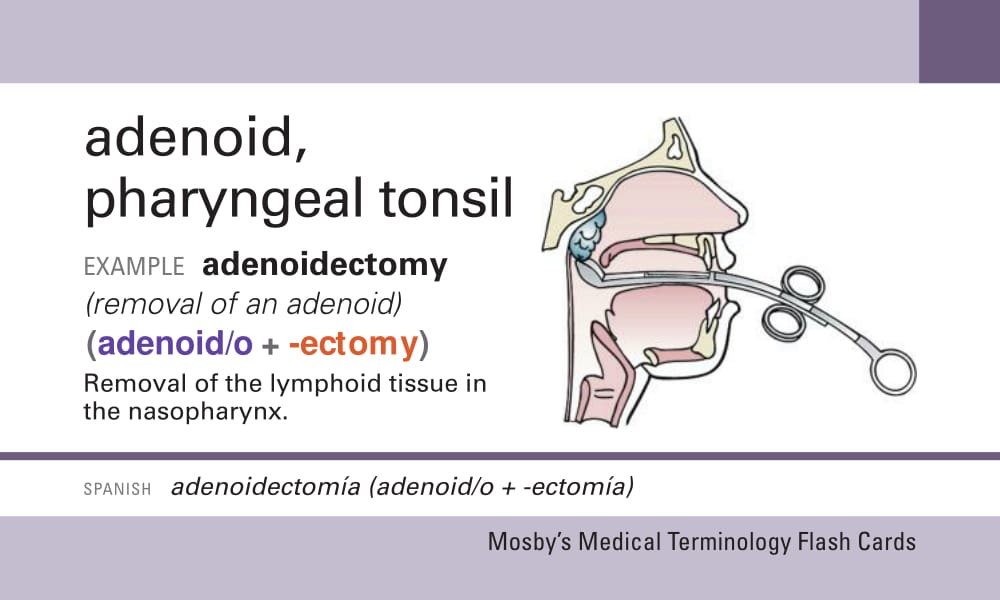 adenoid,
pharyngeal tonsil
EXAMPLE adenoidectomy
(removal of an adenoid)
(adenoid/o + -ectomy)
Removal of the lymphoid tissue in
the nasopharynx.
SPANISH adenoidectomía (adenoid/o + -ectomía)
Mosby’s Medical Terminology Flash Cards